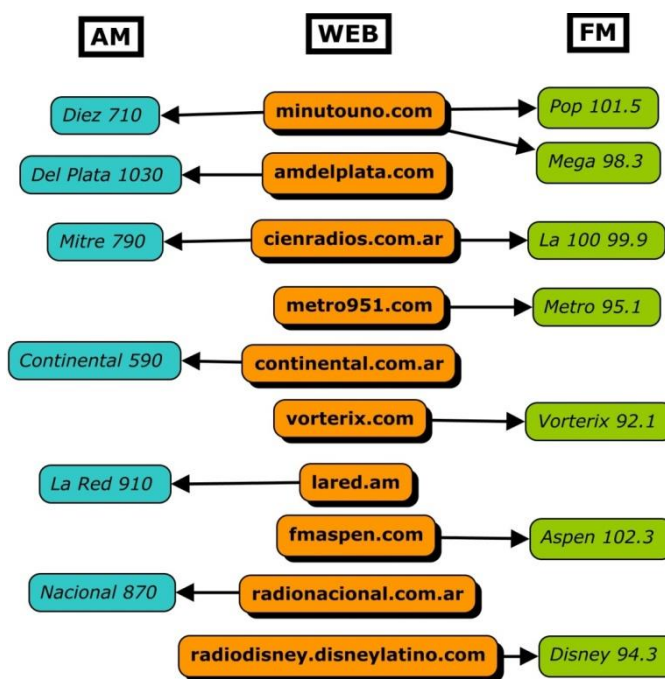 AM
WEB
FM
Diez 710
minutouno.com
Pop 101.5
Mega 98.3
Del Plata 1030
amdelplata.com
Mitre 790
cienradios.com.ar
La 100 99.9
metro951.com
Metro 95.1
Continental 590
continental.com.ar
vorterix.com
Vorterix 92.1
La Red 910
lared.am
fmaspen.com
Aspen 102.3
Nacional 870
radionacional.com.ar
radiodisney.disneylatino.com
Disney 94.3